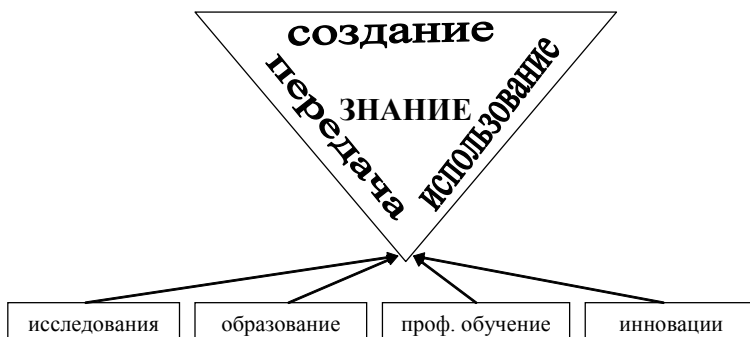 создание
передача
ЗНАНИЕ
использование
исследования
образование
проф. обучение
инновации